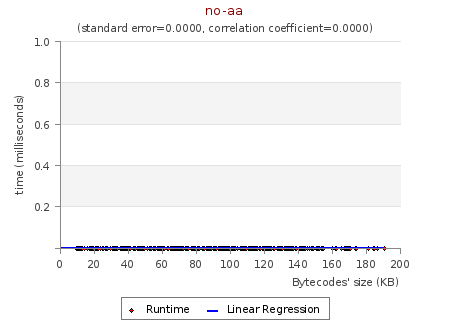 no-aa
(standard error=0.0000, correlation coefficient=0.0000)
1.0
0.8
0.6
0.4
0.2
time (milliseconds)
0 20 40 60 80 100 120 140 160 180 200
Bytecodes' size (KB)
Runtime Linear Regression